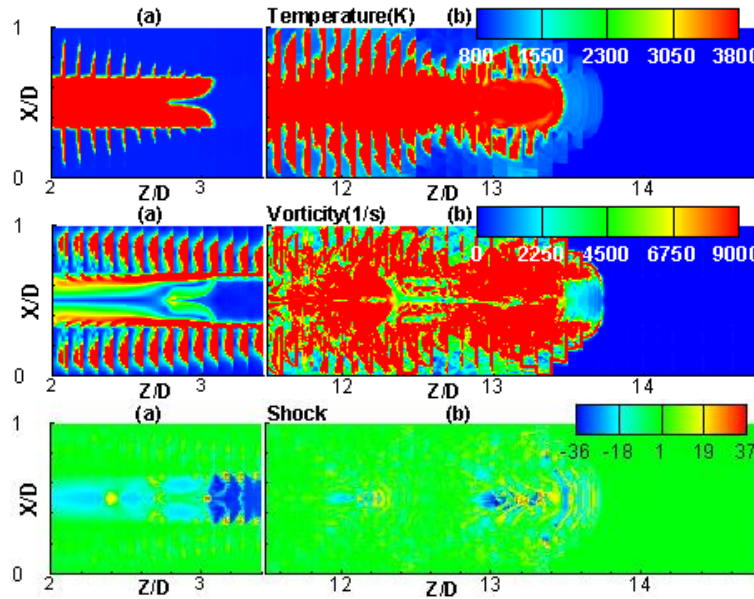 (a) Temperature(K) (b)
800 1550 2300 3050 3800
1
X/D
0
2 Z/D 3 12 Z/D 13 14
(a) Vorticity(1/s) (b)
0 2250 4500 6750 9000
1
X/D
0
2 Z/D 3 12 Z/D 13 14
(a) Shock (b)
-36 -18 1 19 37
1
X/D
0
2 Z/D 3 12 Z/D 13 14